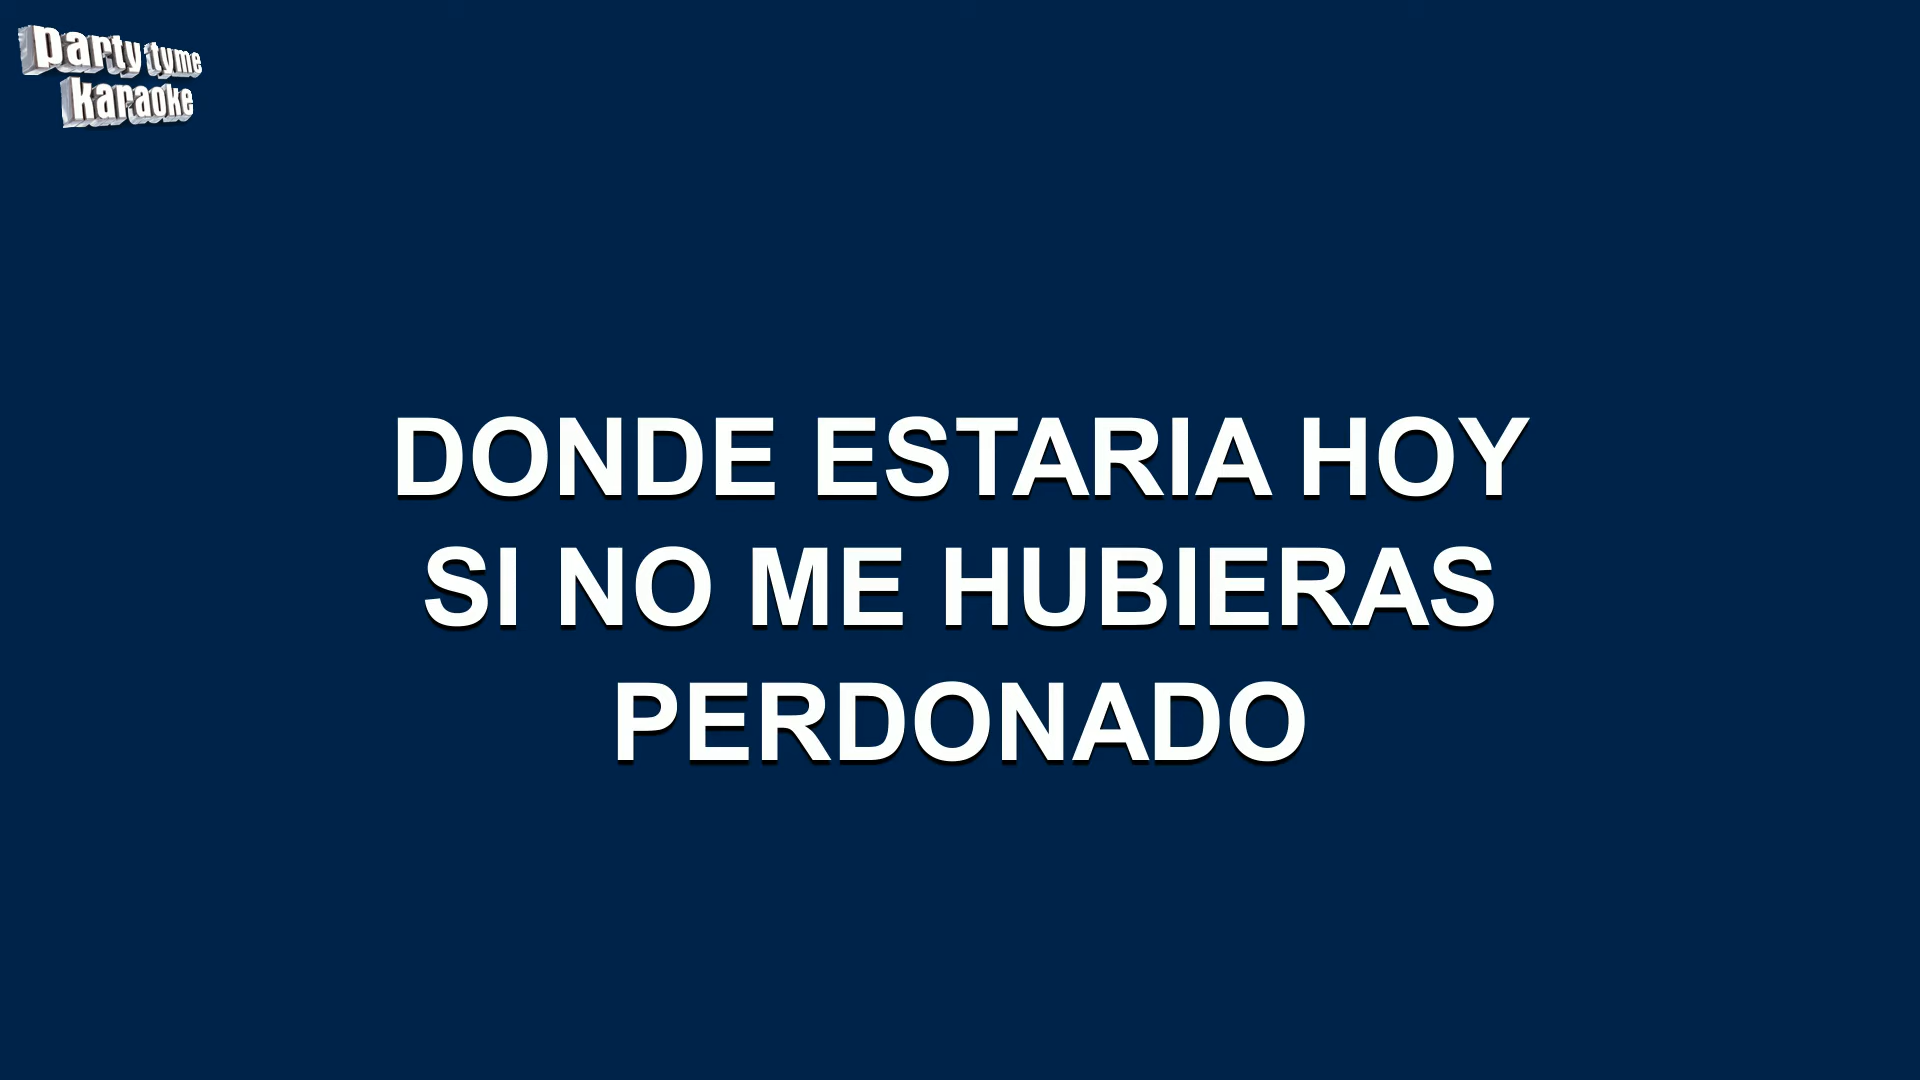 party tyme
karaoke
DONDE ESTARIA HOY
SI NO ME HUBIERAS
PERDONADO